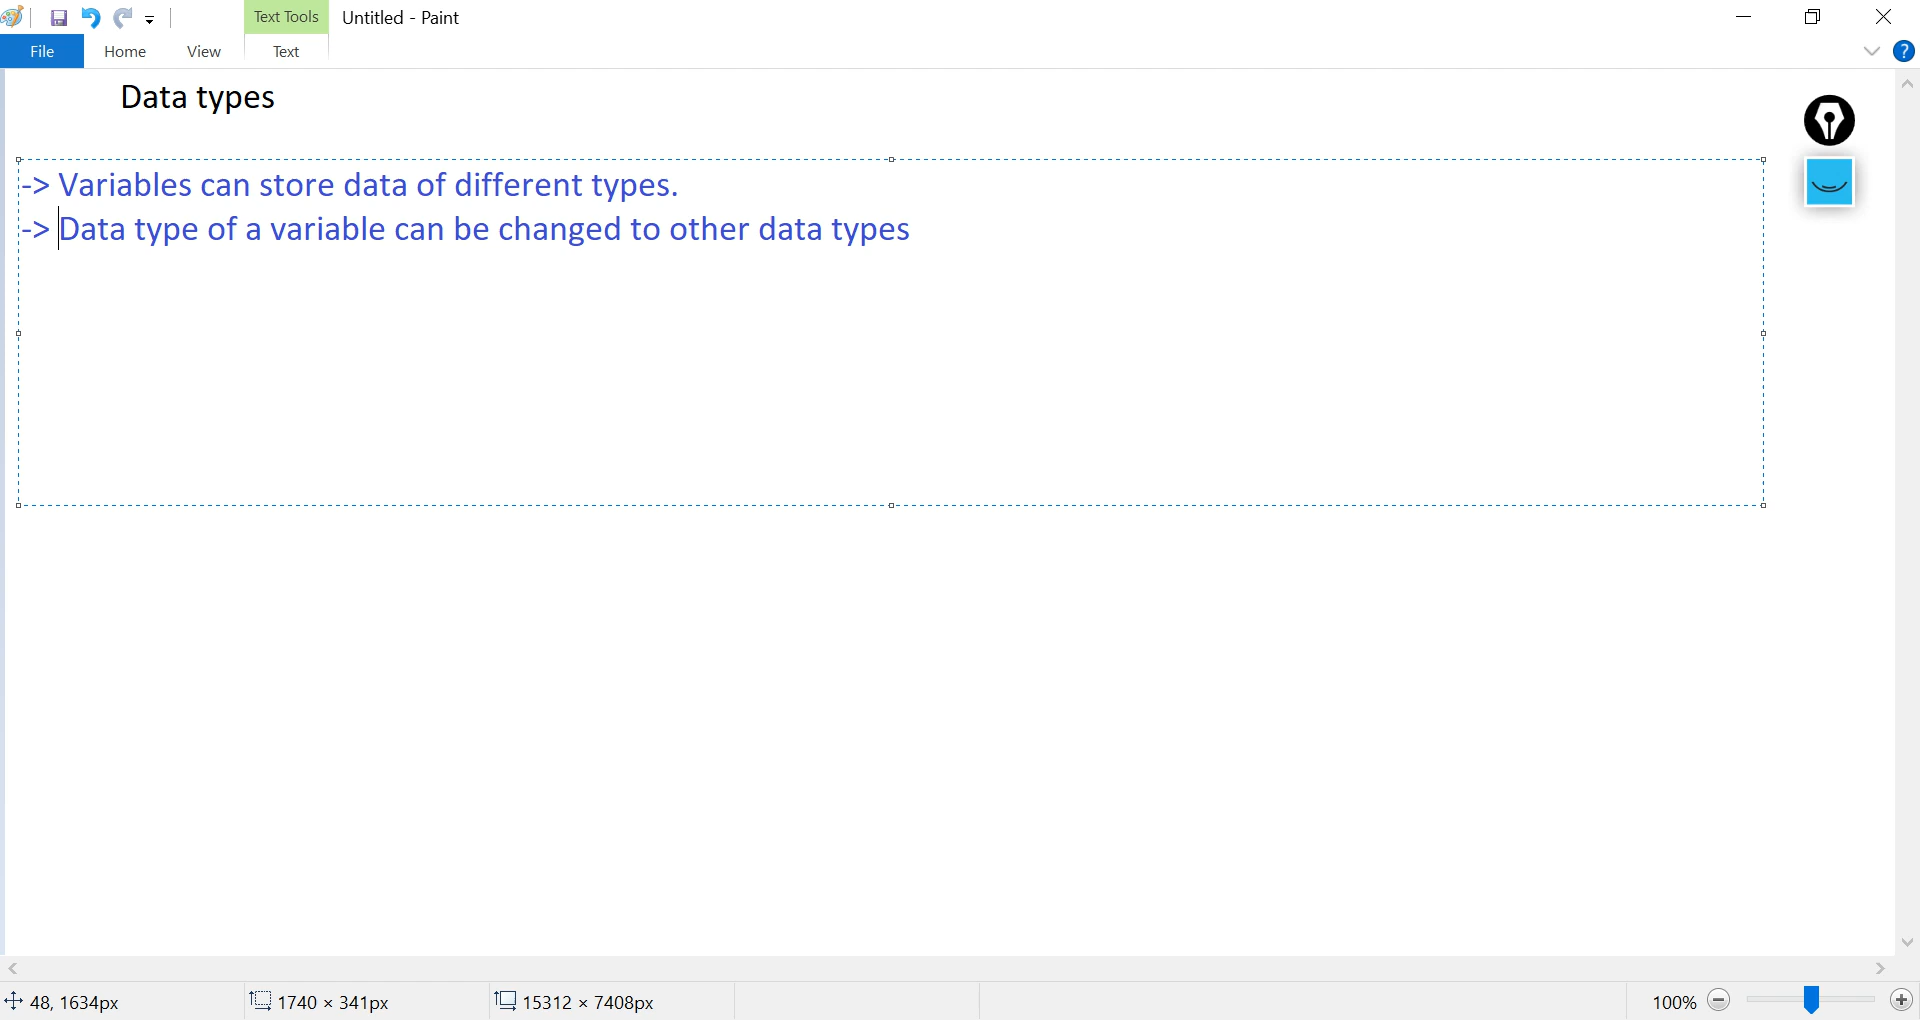 Text Tools
Untitled - Paint
File
Home
View
Text
?
Data types
-> Variables can store data of different types.
-> Data type of a variable can be changed to other data types
48, 1634px
1740 × 341px
15312 × 7408px
100%